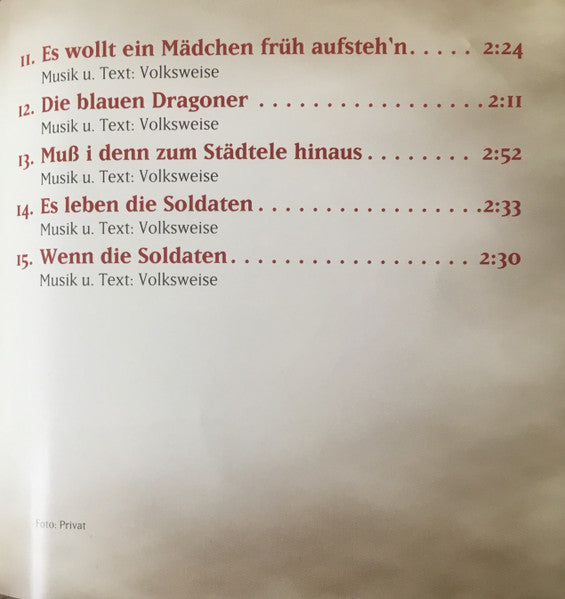 11. Es wollt ein Mädchen früh aufsteh'n. . . . . 2:24
Musik u. Text: Volksweise
12. Die blauen Dragoner . . . . . . . . . . . . . . . . . 2:11
Musik u. Text: Volksweise
13. Muß i denn zum Städtele hinaus . . . . . . . . 2:52
Musik u. Text: Volksweise
14. Es leben die Soldaten . . . . . . . . . . . . . . . . . 2:33
Musik u. Text: Volksweise
15. Wenn die Soldaten. . . . . . . . . . . . . . . . . . . 2:30
Musik u. Text: Volksweise
Foto: Privat